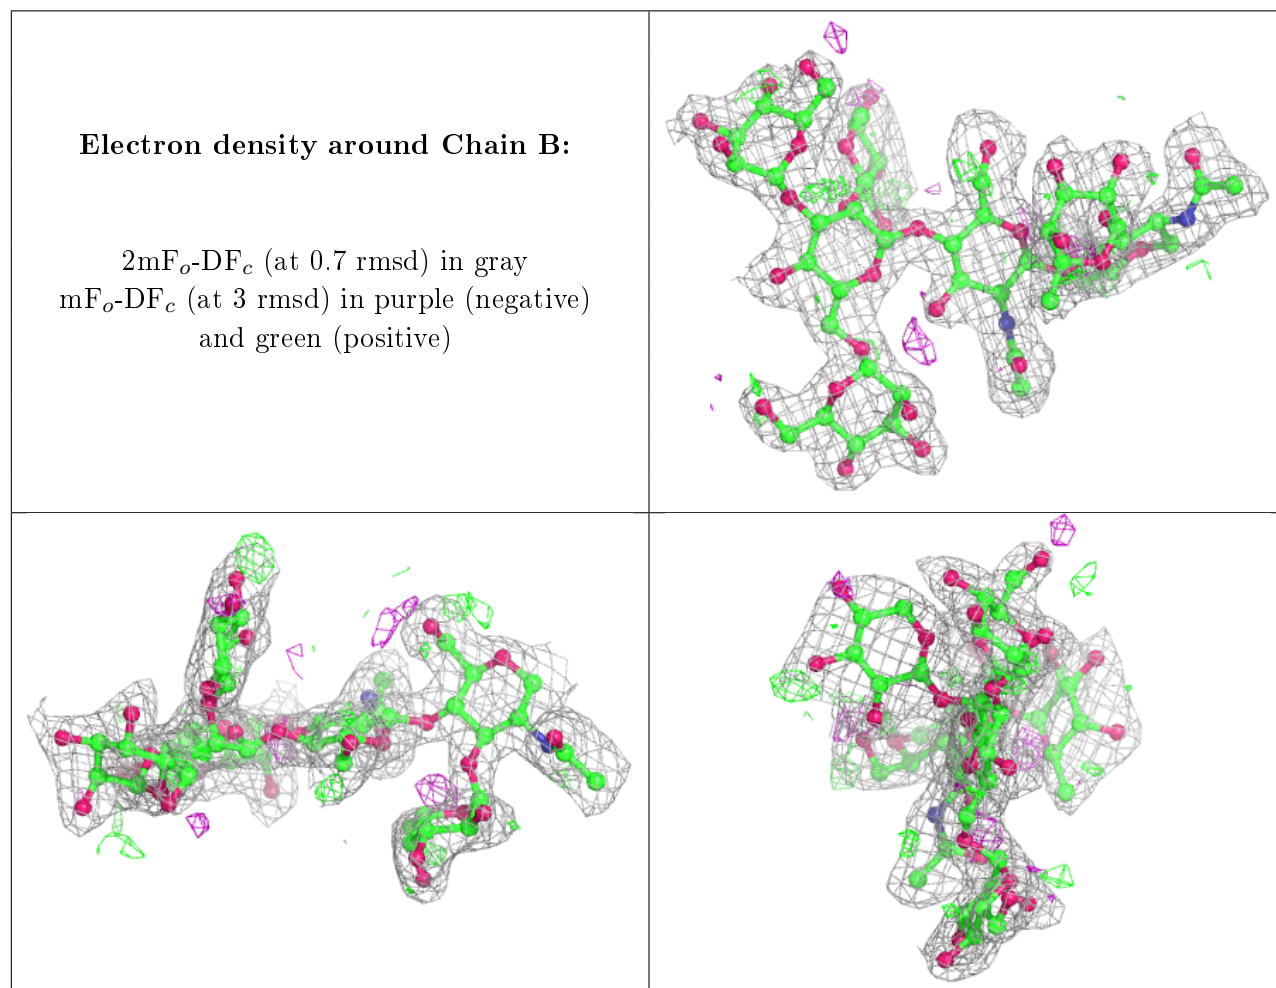 Electron density around Chain B:
2mFo-DFc (at 0.7 rmsd) in gray
mFo-DFc (at 3 rmsd) in purple (negative)
and green (positive)